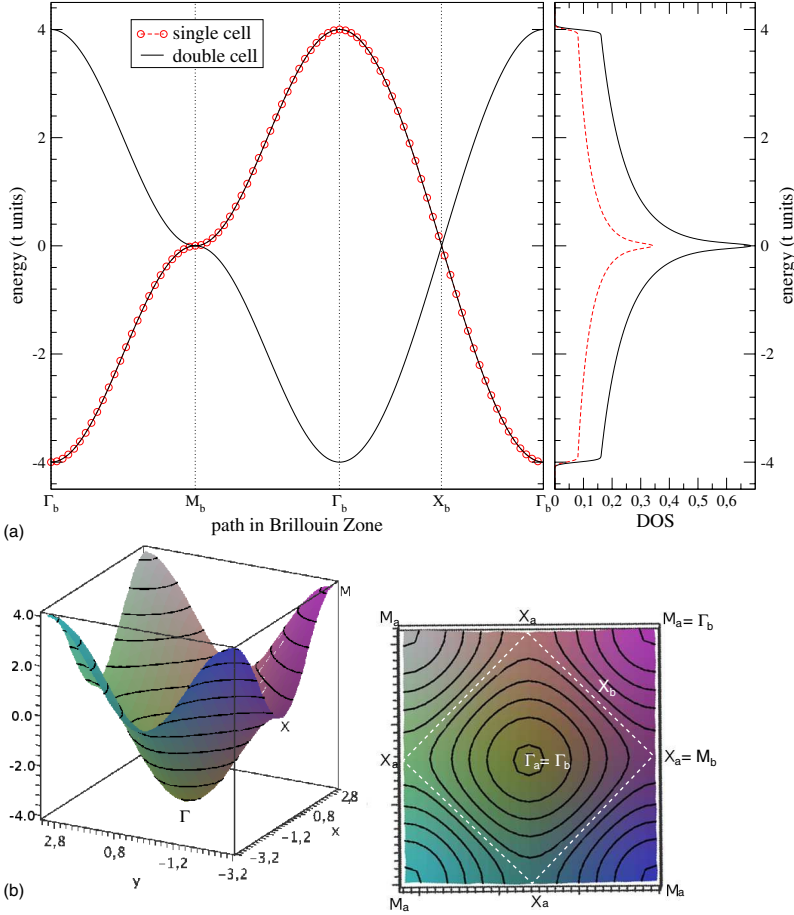 4
2
0
-2
-4
energy (t units)
single cell
double cell
Γb
Mb
Γb
Xb
Γb
path in Brillouin Zone
0
0,1
0,2
0,3
0,4
0,5
0,6
DOS
4
2
0
-2
-4
energy (t units)
(a)
4.0
2.0
0.0
-2.0
-4.0
M
X
Γ
2,8
0,8
-1,2
-3,2
y
-3,2
-1,2
0,8
2,8
x
Ma
Xa
Ma= Γb
Xb
Xa
Γa= Γb
Xa= Mb
Ma
Xa
Ma
(b)